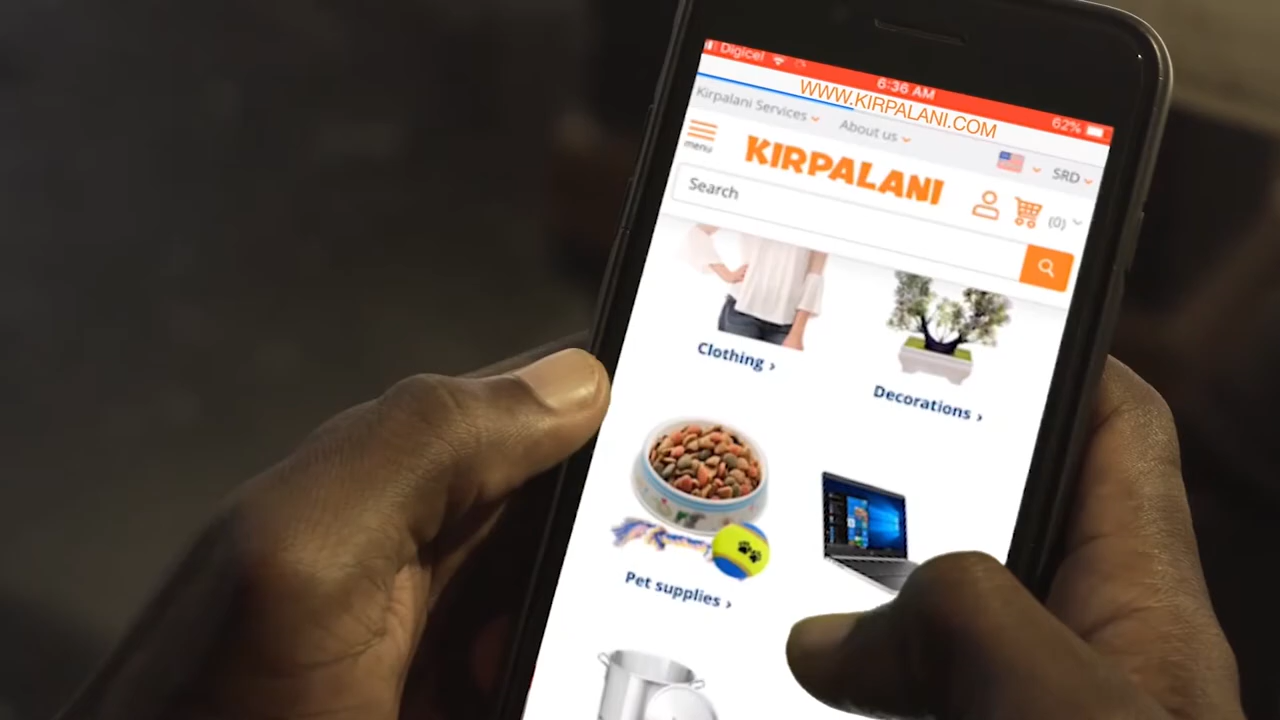 Digicel
6:36 AM
62%
WWW.KIRPALANI.COM
Kirpalani Services
About us
SRD
menu
KIRPALANI
(0)
Search
Clothing ›
Decorations ›
Pet supplies ›